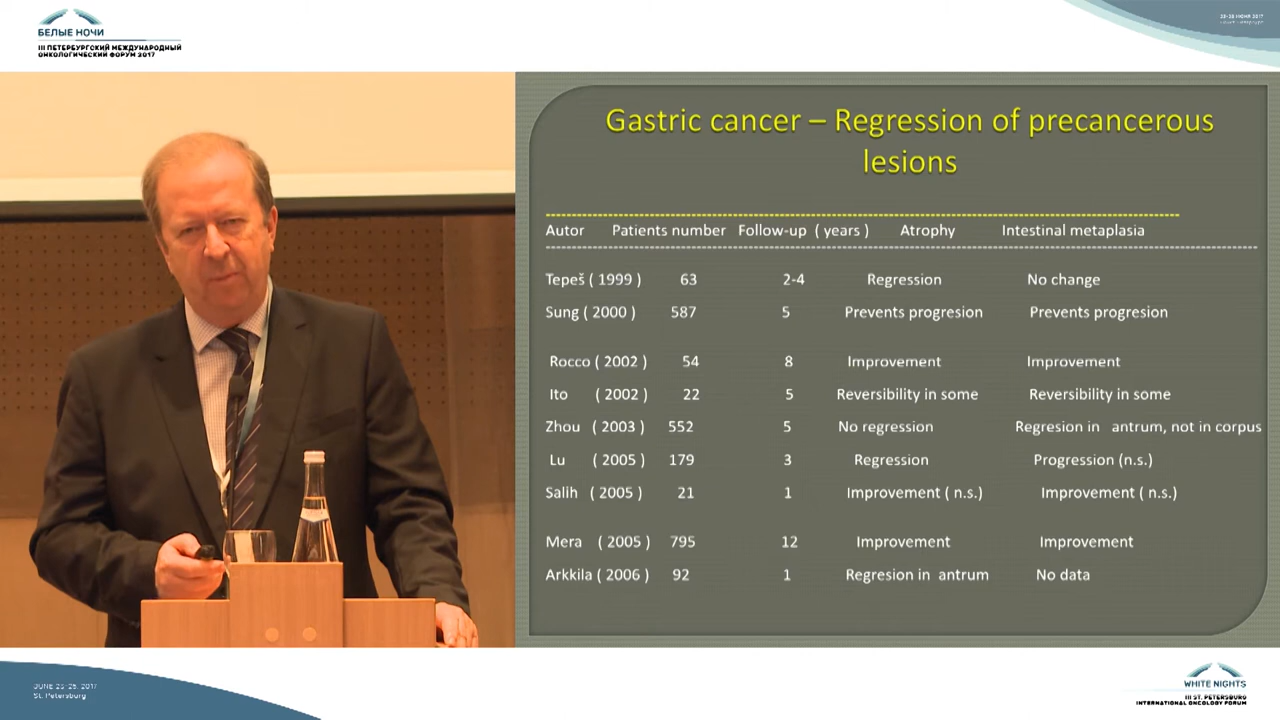 БЕЛЫЕ НОЧИ
III ПЕТЕРБУРГСКИЙ МЕЖДУНАРОДНЫЙ
ОНКОЛОГИЧЕСКИЙ ФОРУМ 2017
Gastric cancer – Regression of precancerous
lesions
Autor Patients number Follow-up ( years ) Atrophy Intestinal metaplasia
Tepeš ( 1999 ) 63 2-4 Regression No change
Sung ( 2000 ) 587 5 Prevents progresion Prevents progresion
Rocco ( 2002 ) 54 8 Improvement Improvement
Ito ( 2002 ) 22 5 Reversibility in some Reversibility in some
Zhou ( 2003 ) 552 5 No regression Regresion in antrum, not in corpus
Lu ( 2005 ) 179 3 Regression Progression (n.s.)
Salih ( 2005 ) 21 1 Improvement ( n.s.) Improvement ( n.s.)
Mera ( 2005 ) 795 12 Improvement Improvement
Arkkila ( 2006 ) 92 1 Regresion in antrum No data
St. Petersburg
WHITE NIGHTS
III ST. PETERSBURG
INTERNATIONAL ONCOLOGY FORUM